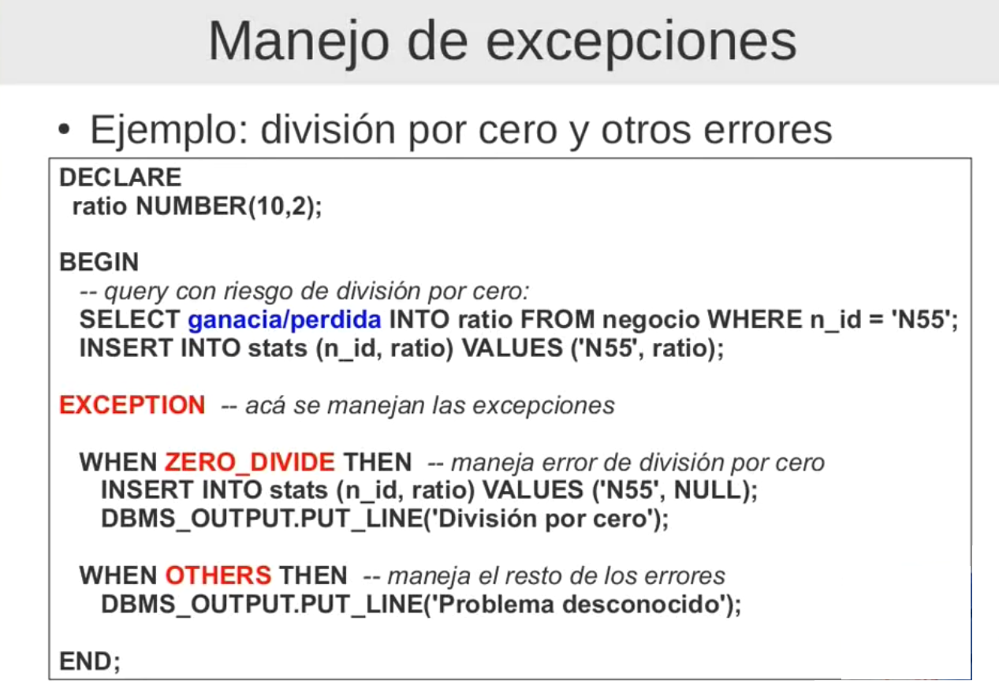 Manejo de excepciones
• Ejemplo: división por cero y otros errores
DECLARE
ratio NUMBER(10,2);
BEGIN
-- query con riesgo de división por cero:
SELECT ganacia/perdida INTO ratio FROM negocio WHERE n_id = 'N55';
INSERT INTO stats (n_id, ratio) VALUES ('N55', ratio);
EXCEPTION -- acá se manejan las excepciones
WHEN ZERO_DIVIDE THEN -- maneja error de división por cero
INSERT INTO stats (n_id, ratio) VALUES ('N55', NULL);
DBMS_OUTPUT.PUT_LINE('División por cero');
WHEN OTHERS THEN -- maneja el resto de los errores
DBMS_OUTPUT.PUT_LINE('Problema desconocido');
END;